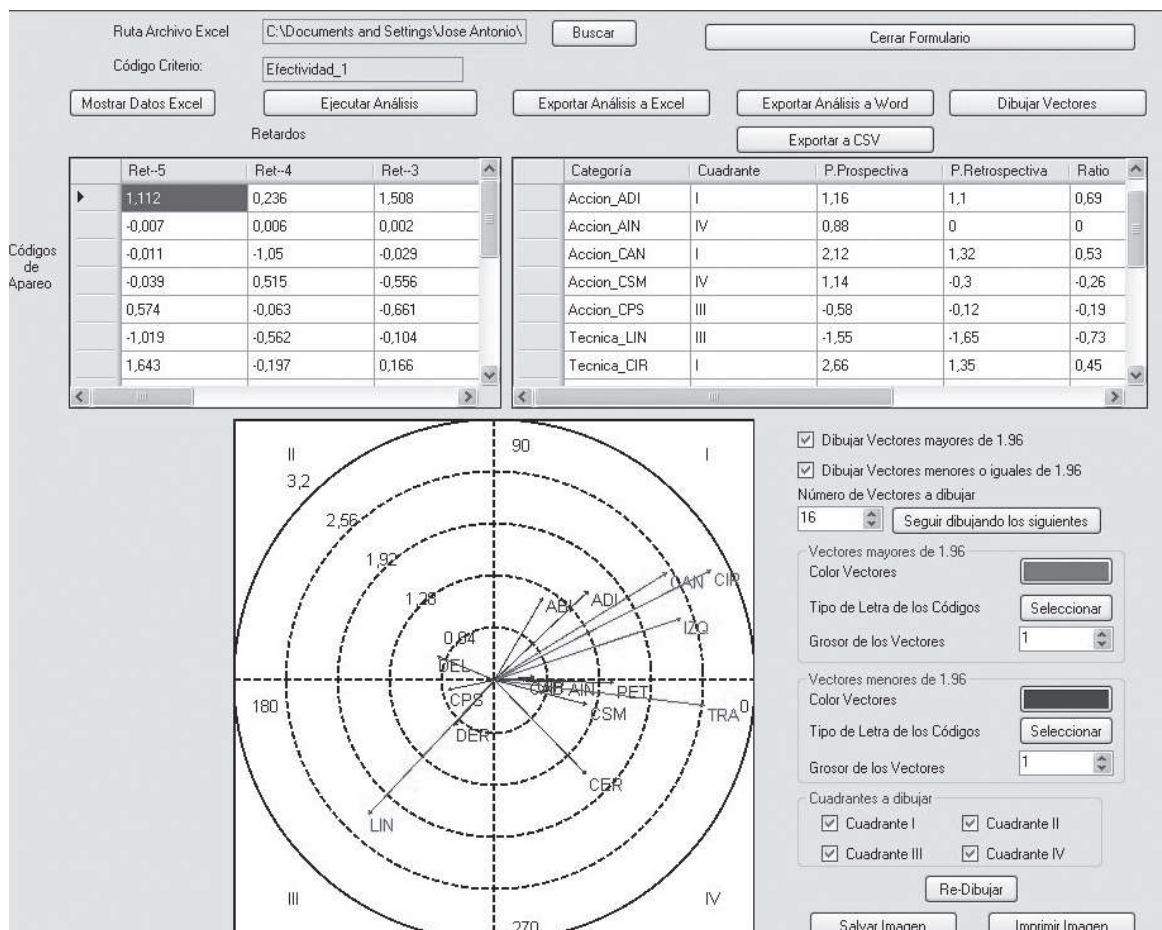 Ruta Archivo Excel C:\Documents and Settings\Jose Antonio\ Buscar Cerrar Formulario
Código Criterio: Efectividad_1
Mostrar Datos Excel Ejecutar Análisis Exportar Análisis a Excel Exportar Análisis a Word Dibujar Vectores
Retardos Exportar a CSV
Códigos de Apareo
Ret--5 Ret--4 Ret--3
1,112 0,236 1,508
-0,007 0,006 0,002
-0,011 -1,05 -0,029
-0,039 0,515 -0,556
0,574 -0,063 -0,661
-1,019 -0,562 -0,104
1,643 -0,197 0,166
Categoría Cuadrante P.Prospectiva P.Retrospectiva Ratio
Accion_ADI I 1,16 1,1 0,69
Accion_AIN IV 0,88 0 0
Accion_CAN I 2,12 1,32 0,53
Accion_CSM IV 1,14 -0,3 -0,26
Accion_CPS III -0,58 -0,12 -0,19
Tecnica_LIN III -1,55 -1,65 -0,73
Tecnica_CIR I 2,66 1,35 0,45
II 90 I
3,2
2,56
1,92
1,28
0,64
CAN CIR
ABI ADI
IZQ
DEL
AIN PET
180 CPS CSM TRA 0
DER
CER
LIN
III IV
270
Dibujar Vectores mayores de 1.96
Dibujar Vectores menores o iguales de 1.96
Número de Vectores a dibujar
16 Seguir dibujando los siguientes
Vectores mayores de 1.96
Color Vectores
Tipo de Letra de los Códigos Seleccionar
Grosor de los Vectores 1
Vectores menores de 1.96
Color Vectores
Tipo de Letra de los Códigos Seleccionar
Grosor de los Vectores 1
Cuadrantes a dibujar
Cuadrante I Cuadrante II
Cuadrante III Cuadrante IV
Re-Dibujar
Salvar Imagen Imprimir Imagen